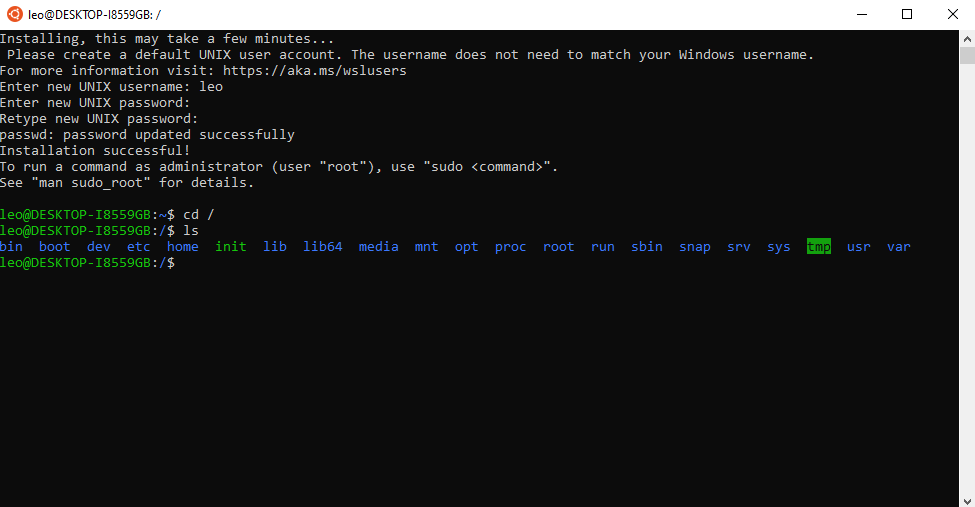 leo@DESKTOP-I8559GB: /
Installing, this may take a few minutes...
Please create a default UNIX user account. The username does not need to match your Windows username.
For more information visit: https://aka.ms/wslusers
Enter new UNIX username: leo
Enter new UNIX password:
Retype new UNIX password:
passwd: password updated successfully
Installation successful!
To run a command as administrator (user "root"), use "sudo <command>".
See "man sudo_root" for details.
leo@DESKTOP-I8559GB:~$ cd /
leo@DESKTOP-I8559GB:/$ ls
bin boot dev etc home init lib lib64 media mnt opt proc root run sbin snap srv sys tmp usr var
leo@DESKTOP-I8559GB:/$